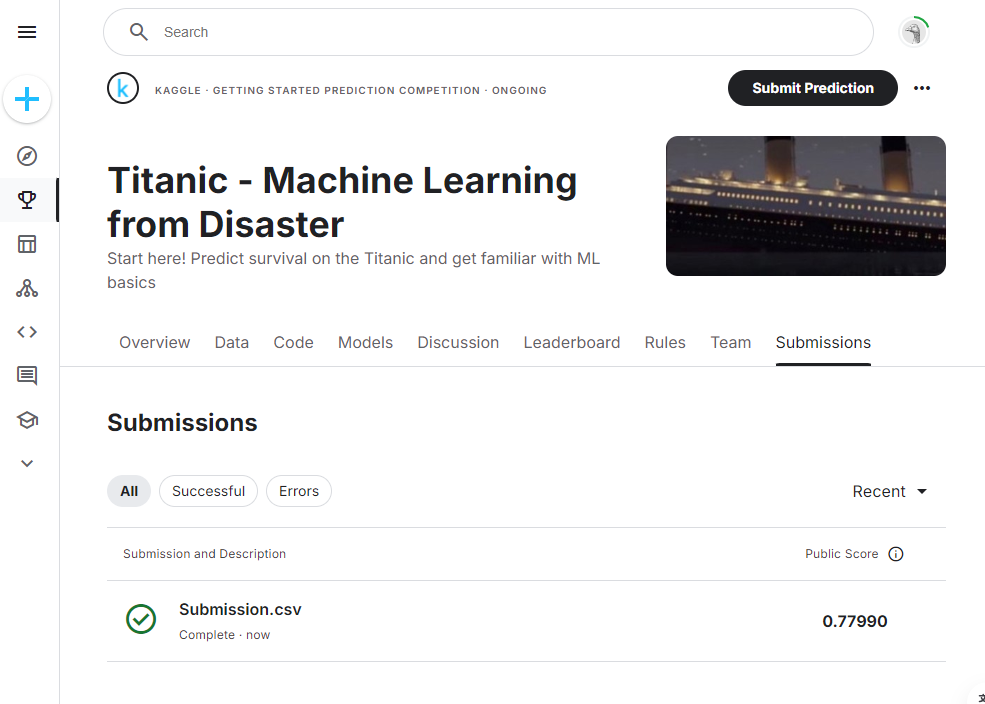 Search
k
KAGGLE · GETTING STARTED PREDICTION COMPETITION · ONGOING
Submit Prediction
Titanic - Machine Learning
from Disaster
Start here! Predict survival on the Titanic and get familiar with ML
basics
Overview Data Code Models Discussion Leaderboard Rules Team Submissions
Submissions
All Successful Errors Recent
Submission and Description Public Score
Submission.csv
Complete · now
0.77990